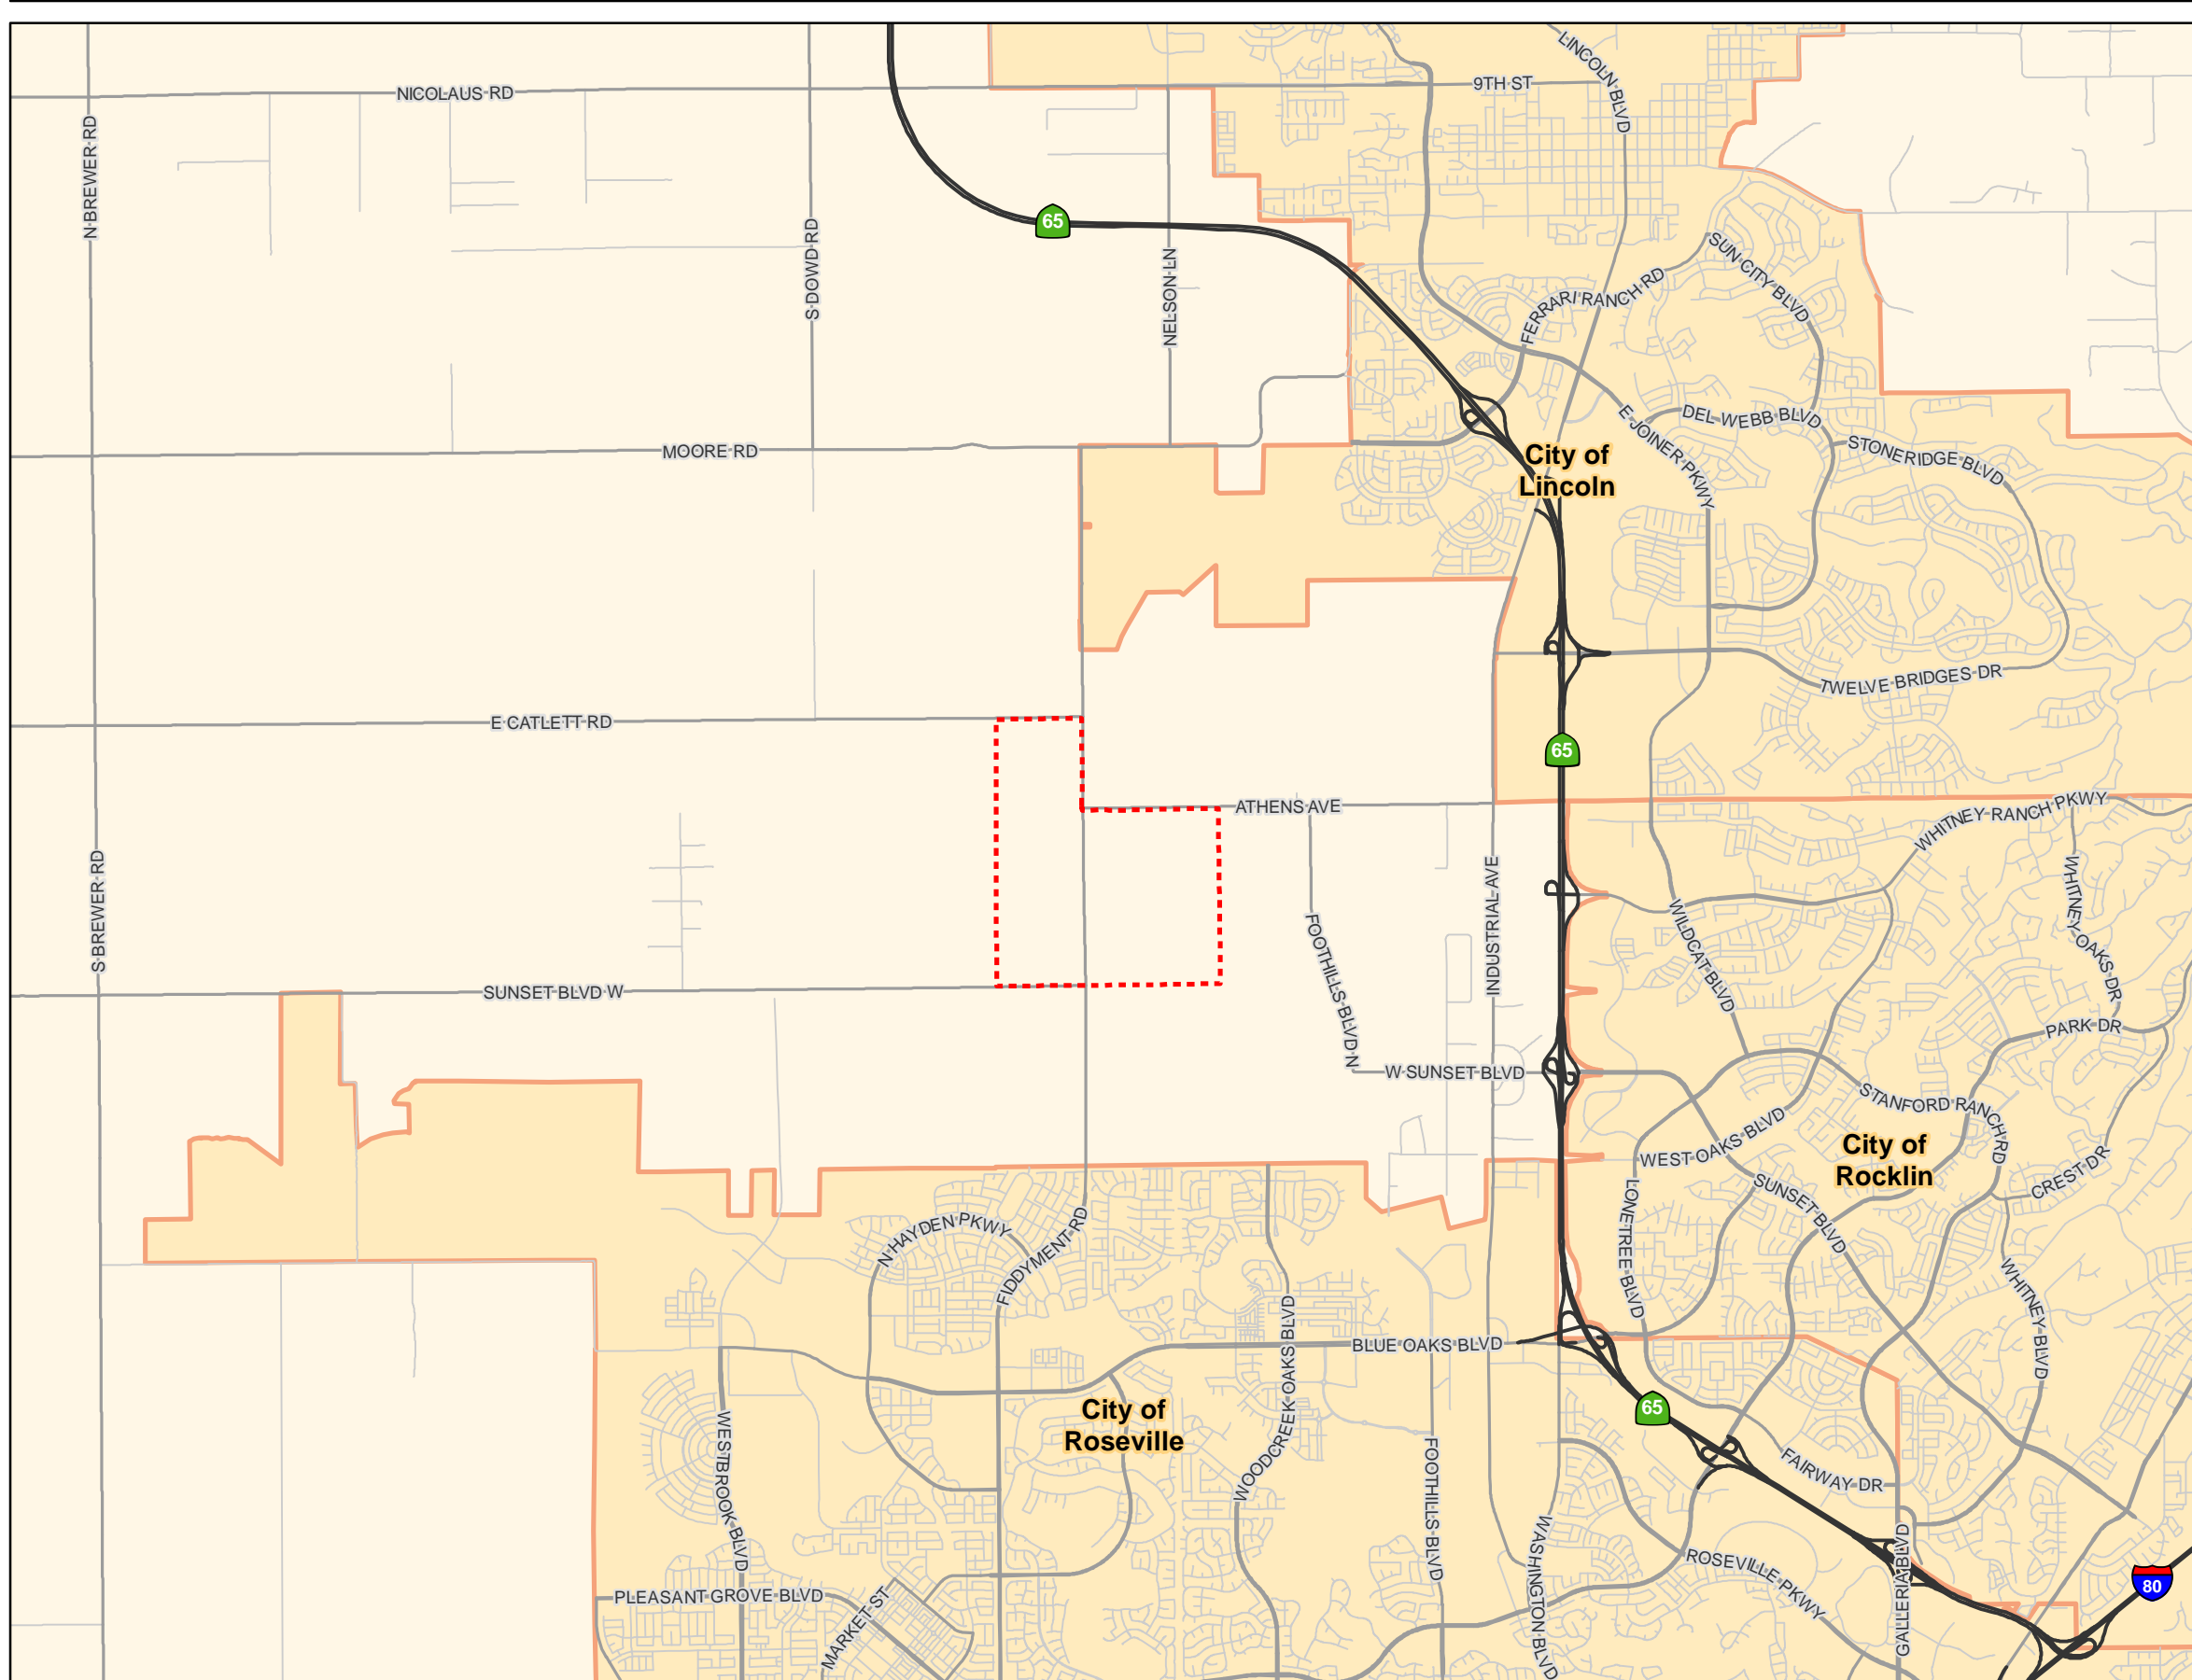 LINCOLN BLVD
9TH ST
NICOLAUS RD
N BREWER RD
65
S DOWD RD
NELSON LN
SUN CITY BLVD
FERRARI RANCH RD
DEL WEBB BLVD
E JOINER PKWY
STONERIDGE BLVD
MOORE RD
City of
Lincoln
TWELVE BRIDGES DR
E CATLETT RD
65
ATHENS AVE
WHITNEY RANCH PKWY
S BREWER RD
INDUSTRIAL AVE
WHITNEY OAKS DR
FOOTHILLS BLVD N
WILDCAT BLVD
SUNSET BLVD W
PARK DR
W SUNSET BLVD
STANFORD RANCH RD
WEST OAKS BLVD
City of
Rocklin
CREST DR
SUNSET BLVD
LONETREE BLVD
N HAYDEN PKWY
FIDDYMENT RD
WHITNEY BLVD
WOODCREEK OAKS BLVD
BLUE OAKS BLVD
65
City of
Roseville
WESTBROOK BLVD
FOOTHILLS BLVD
FAIRWAY DR
WASHINGTON BLVD
ROSEVILLE PKWY
GALLERIA BLVD
80
PLEASANT GROVE BLVD
MARKET ST